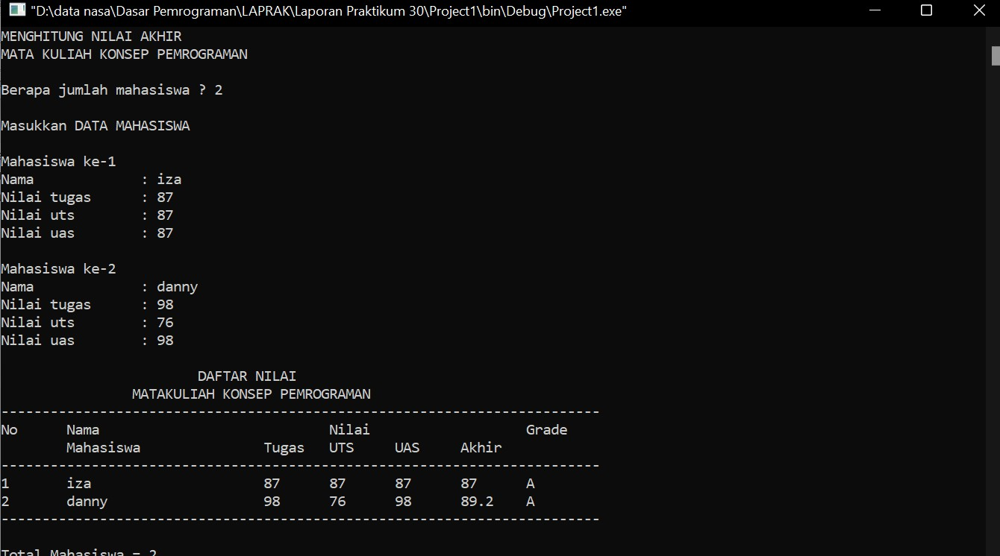 "D:\data nasa\Dasar Pemrograman\LAPRAK\Laporan Praktikum 30\Project1\bin\Debug\Project1.exe"
MENGHITUNG NILAI AKHIR
MATA KULIAH KONSEP PEMROGRAMAN
Berapa jumlah mahasiswa ? 2
Masukkan DATA MAHASISWA
Mahasiswa ke-1
Nama : iza
Nilai tugas : 87
Nilai uts : 87
Nilai uas : 87
Mahasiswa ke-2
Nama : danny
Nilai tugas : 98
Nilai uts : 76
Nilai uas : 98
DAFTAR NILAI
MATAKULIAH KONSEP PEMROGRAMAN
-------------------------------------------------------------------------
No Nama Nilai Grade
Mahasiswa Tugas UTS UAS Akhir
-------------------------------------------------------------------------
1 iza 87 87 87 87 A
2 danny 98 76 98 89.2 A
-------------------------------------------------------------------------
Total Mahasiswa = 2